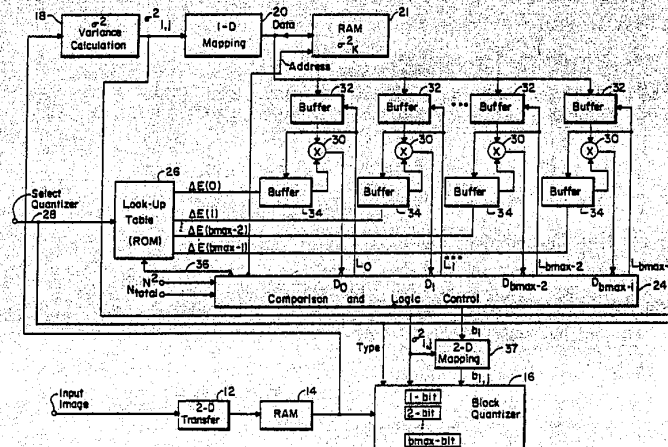 18
σ² Variance Calculation
σ² i,j
1-D Mapping
20
Data
RAM σ²K
21
Address
32
Buffer
32
Buffer
32
Buffer
32
Buffer
30
X
30
X
30
X
30
X
26
Look-Up Table (ROM)
Select Quantizer
28
ΔE(0)
ΔE(1)
ΔE(bmax-2)
ΔE(bmax-1)
Buffer
34
Buffer
34
Buffer
34
Buffer
34
36
N²
Ntotal
D0
L0
D1
L1
Dbmax-2
Lbmax-2
Dbmax-1
Lbmax-
24
Comparison and Logic Control
Type
σ² i,j
bi
2-D Mapping
37
bi,j
16
Input Image
2-D Transfer
12
RAM
14
1-bit
2-bit
bmax-bit
Block Quantizer